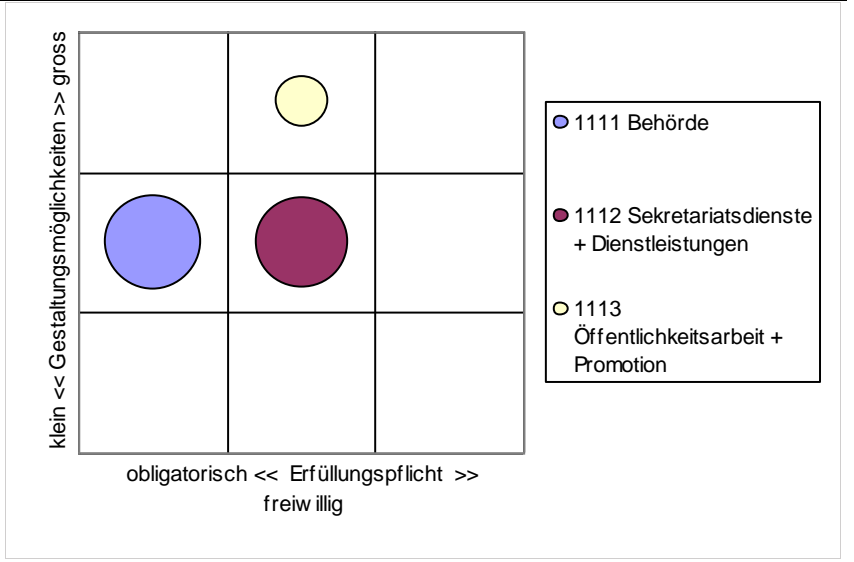 klein << Gestaltungsmöglichkeiten >> gross
1111 Behörde
1112 Sekretariatsdienste
+ Dienstleistungen
1113
Öffentlichkeitsarbeit +
Promotion
obligatorisch << Erfüllungspflicht >>
freiwillig